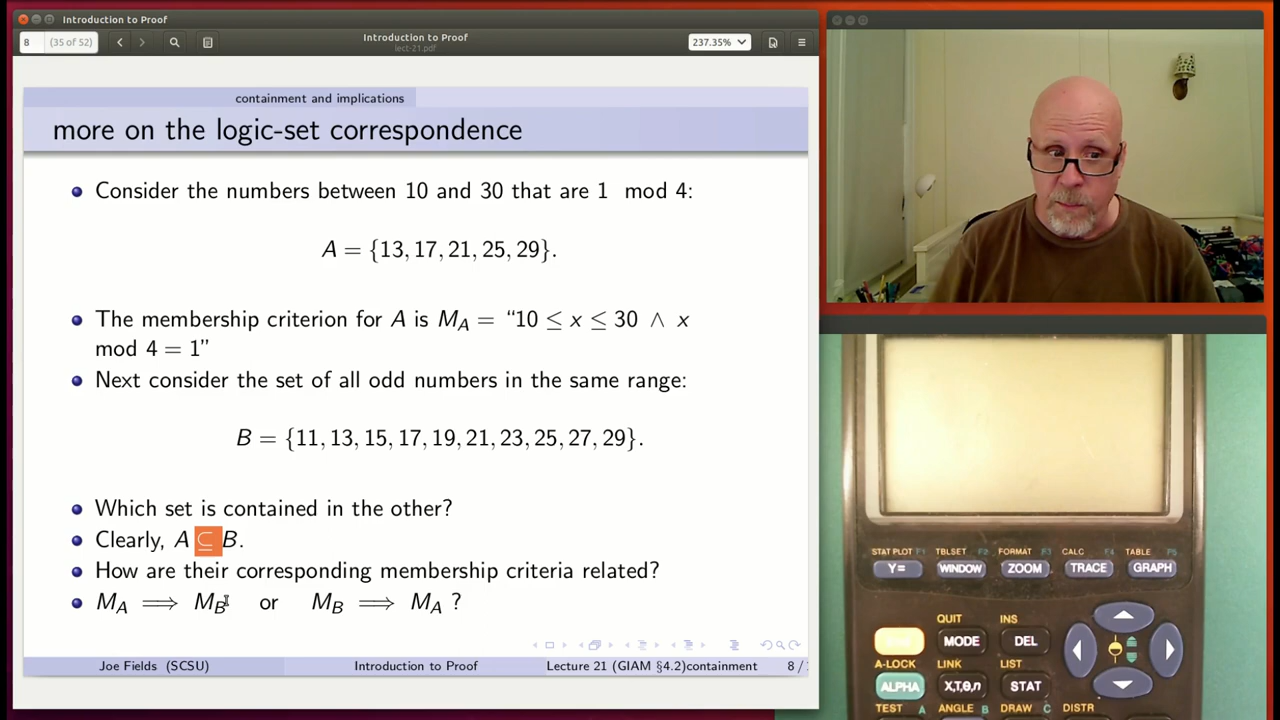 Introduction to Proof
8 (35 of 52)
Introduction to Proof
lect-21.pdf
237.35%
containment and implications
more on the logic-set correspondence
Consider the numbers between 10 and 30 that are 1 mod 4:
A = {13, 17, 21, 25, 29}.
The membership criterion for A is M_A = “10 ≤ x ≤ 30 ∧ x
mod 4 = 1”
Next consider the set of all odd numbers in the same range:
B = {11, 13, 15, 17, 19, 21, 23, 25, 27, 29}.
Which set is contained in the other?
Clearly, A ⊆ B.
How are their corresponding membership criteria related?
M_A ⟹ M_B or M_B ⟹ M_A ?
Joe Fields (SCSU) Introduction to Proof Lecture 21 (GIAM §4.2)containment 8 /
STAT PLOT F1 TBLSET F2 FORMAT F3 CALC F4 TABLE F5
Y= WINDOW ZOOM TRACE GRAPH
QUIT INS
MODE DEL
A-LOCK LINK LIST
ALPHA X,T,θ,n STAT
TEST A ANGLE B DRAW C DISTR